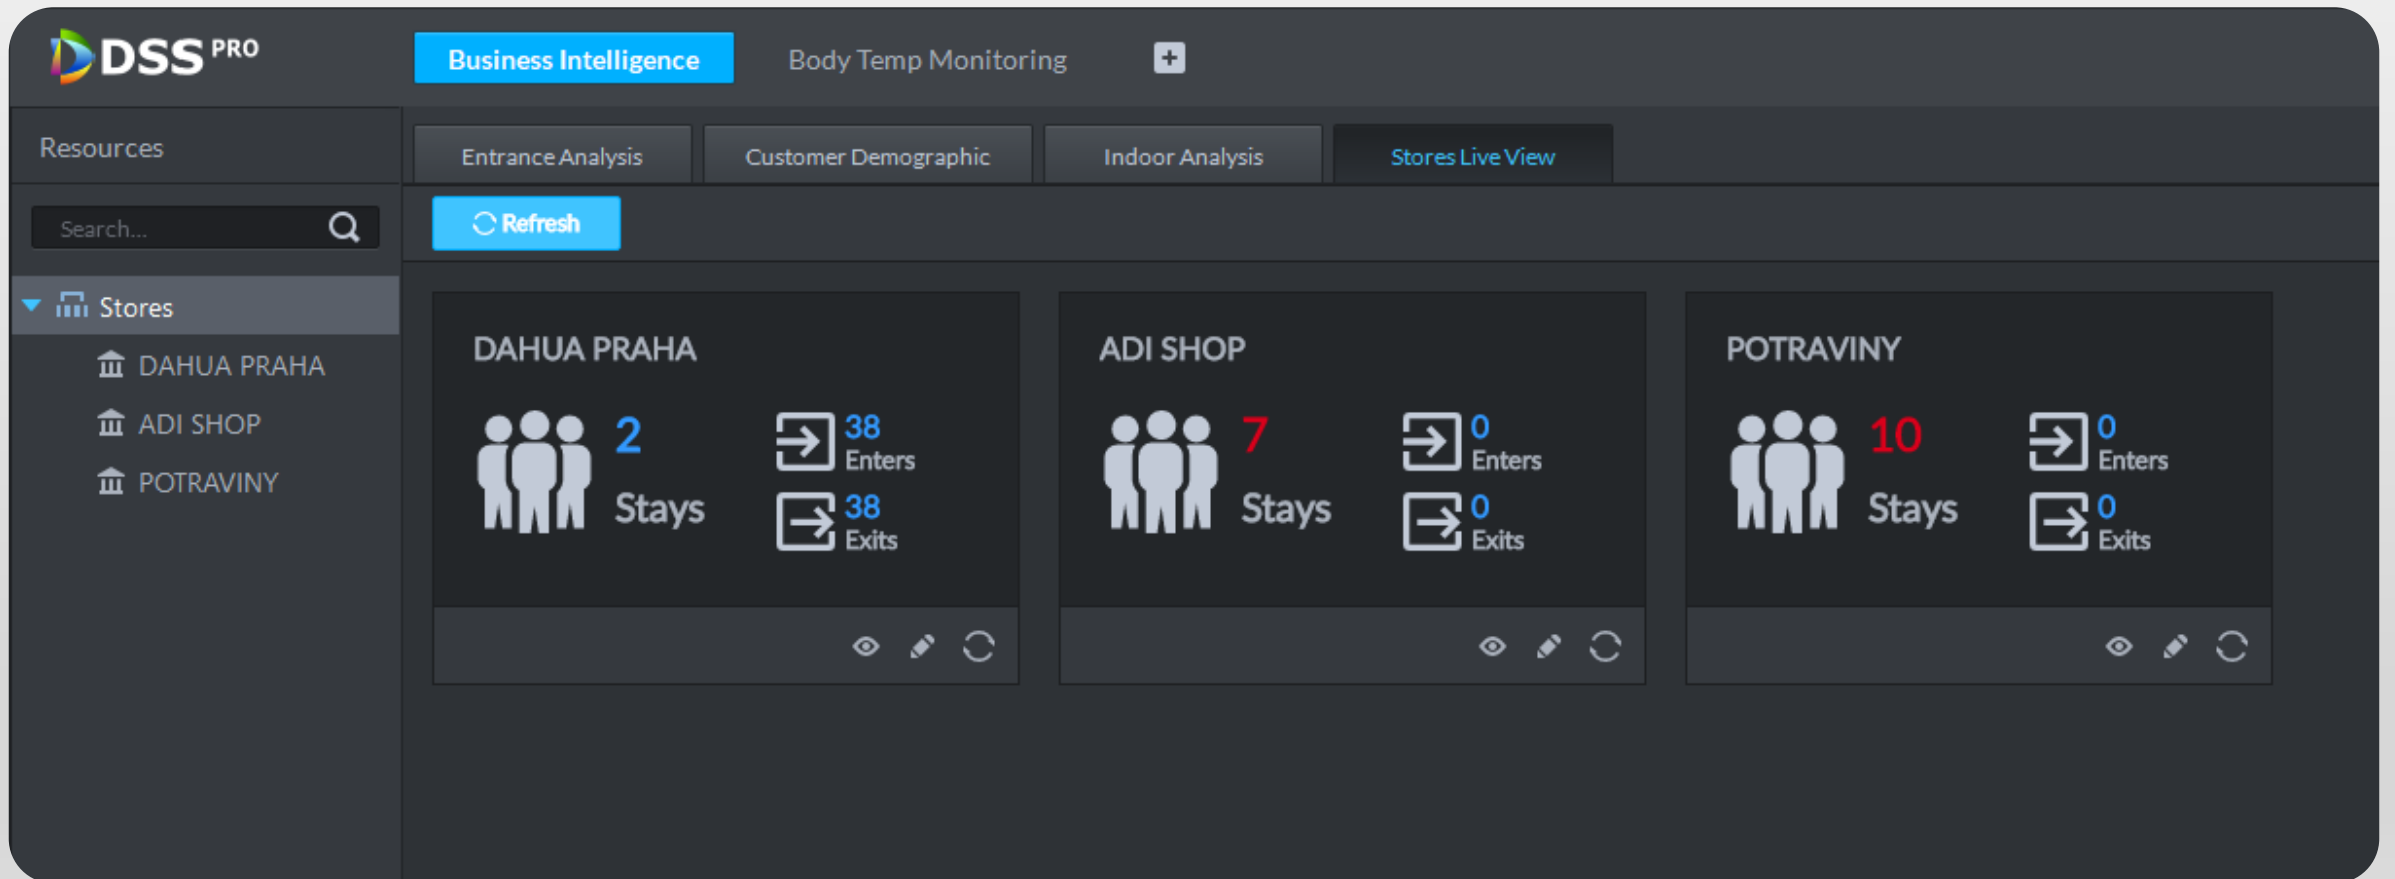 DSS PRO
Business Intelligence
Body Temp Monitoring
Resources
Entrance Analysis
Customer Demographic
Indoor Analysis
Stores Live View
Search...
Refresh
Stores
DAHUA PRAHA
ADI SHOP
POTRAVINY
DAHUA PRAHA
2
Stays
38
Enters
38
Exits
ADI SHOP
7
Stays
0
Enters
0
Exits
POTRAVINY
10
Stays
0
Enters
0
Exits